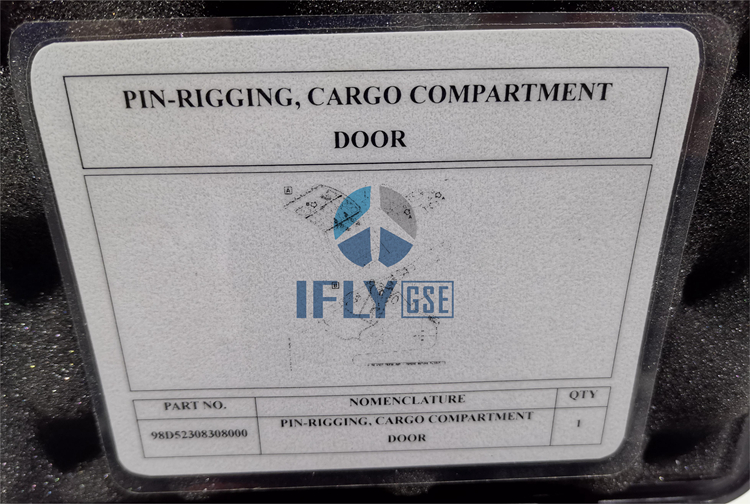 PIN-RIGGING, CARGO COMPARTMENT
DOOR
A
B
IFLY GSE
PART NO. NOMENCLATURE QTY
98D52308308000 PIN-RIGGING, CARGO COMPARTMENT DOOR 1